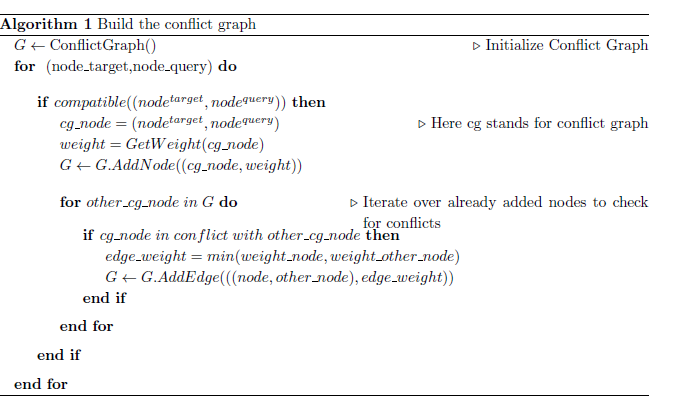 Algorithm 1 Build the conflict graph
G ← ConflictGraph() ▷ Initialize Conflict Graph
for (node_target,node_query) do
if compatible((node^target, node^query)) then
cg_node = (node^target, node^query) ▷ Here cg stands for conflict graph
weight = GetWeight(cg_node)
G ← G.AddNode((cg_node, weight))
for other_cg_node in G do ▷ Iterate over already added nodes to check
for conflicts
if cg_node in conflict with other_cg_node then
edge_weight = min(weight_node, weight_other_node)
G ← G.AddEdge(((node, other_node), edge_weight))
end if
end for
end if
end for